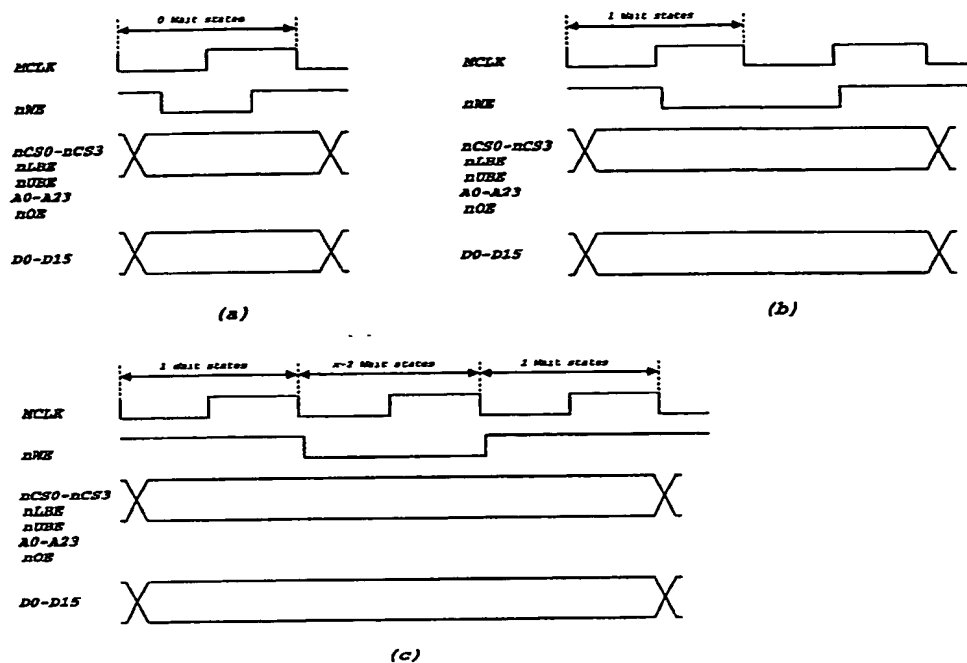 0 Wait states
MCLK
nWE
nCS0-nCS3
nLBE
nUBE
A0-A23
nOE
D0-D15
(a)
1 Wait states
MCLK
nWE
nCS0-nCS3
nLBE
nUBE
A0-A23
nOE
D0-D15
(b)
1 Wait states
x-2 Wait states
1 Wait states
MCLK
nWE
nCS0-nCS3
nLBE
nUBE
A0-A23
nOE
D0-D15
(c)